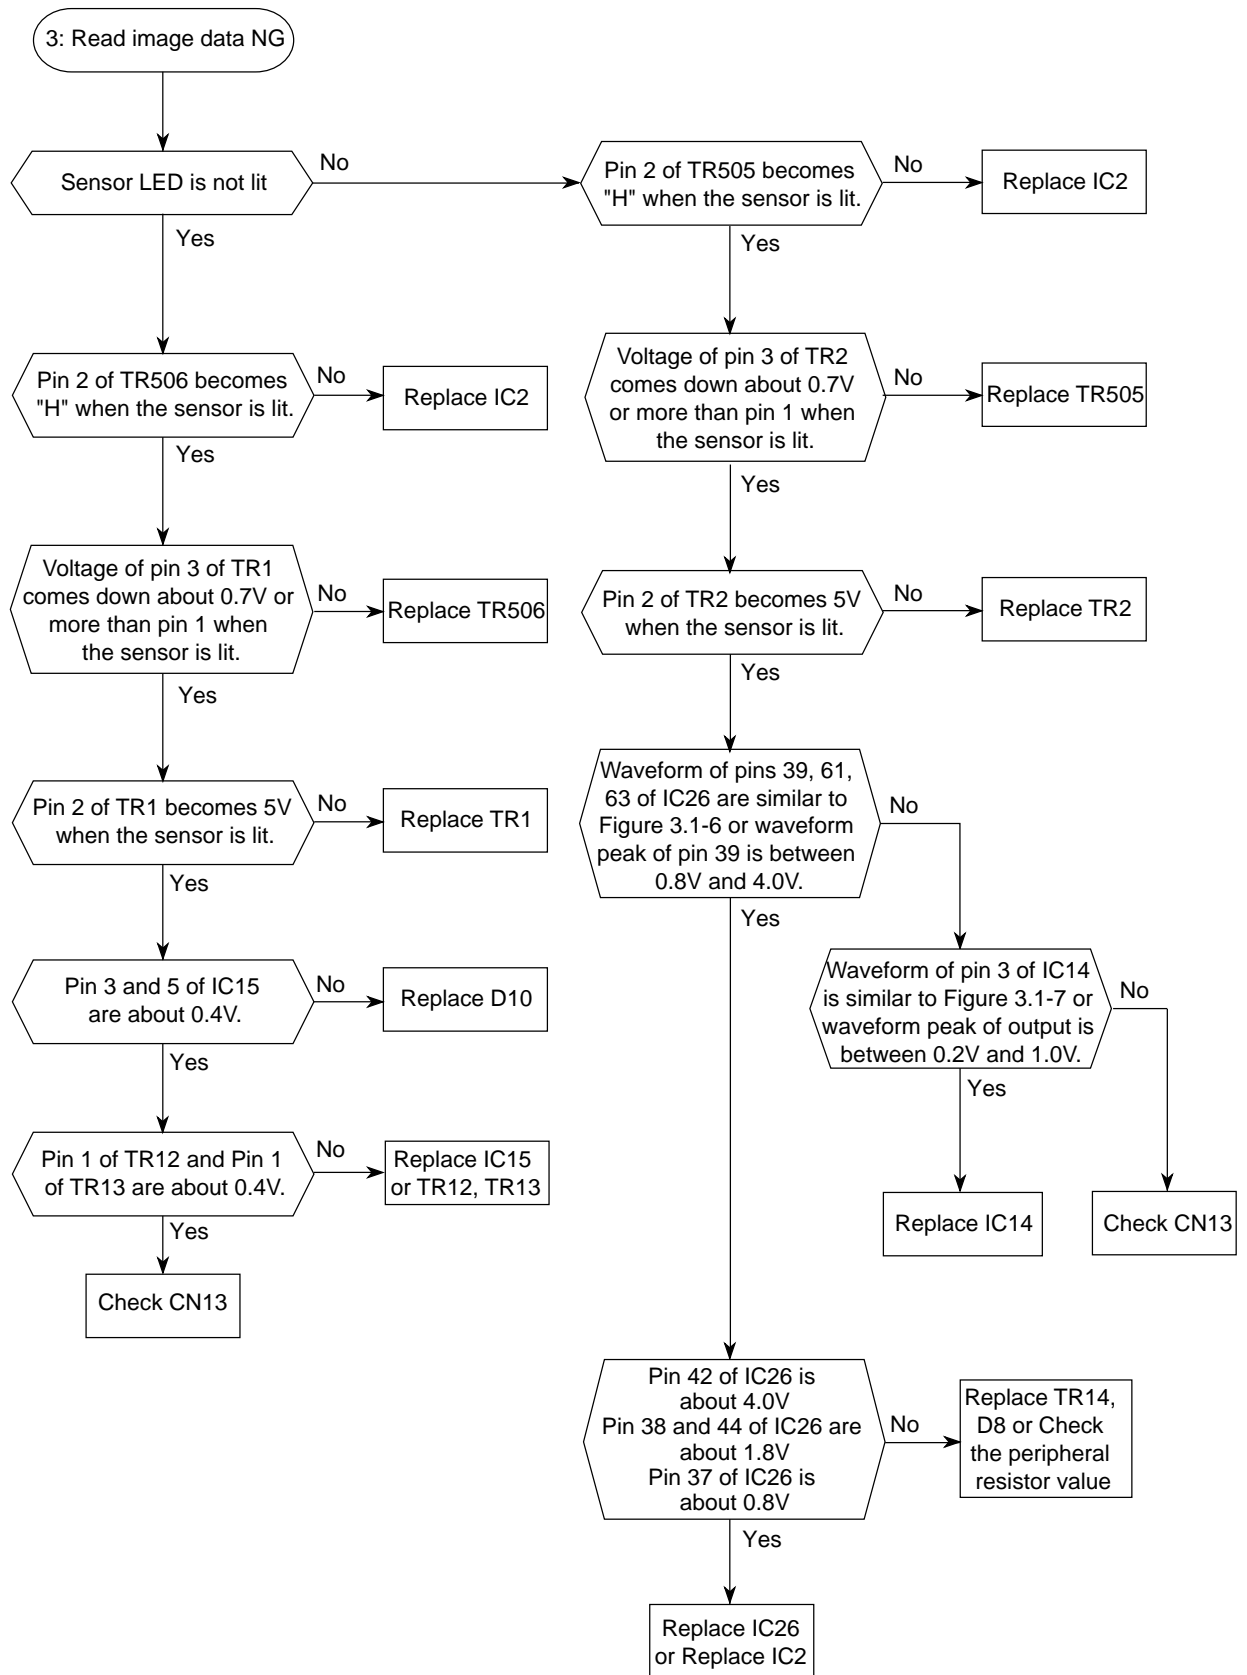 3: Read image data NG
Sensor LED is not lit
No
Yes
Pin 2 of TR506 becomes
"H" when the sensor is lit.
No
Replace IC2
Yes
Voltage of pin 3 of TR1
comes down about 0.7V or
more than pin 1 when
the sensor is lit.
No
Replace TR506
Yes
Pin 2 of TR1 becomes 5V
when the sensor is lit.
No
Replace TR1
Yes
Pin 3 and 5 of IC15
are about 0.4V.
No
Replace D10
Yes
Pin 1 of TR12 and Pin 1
of TR13 are about 0.4V.
No
Replace IC15
or TR12, TR13
Yes
Check CN13
Pin 2 of TR505 becomes
"H" when the sensor is lit.
No
Replace IC2
Yes
Voltage of pin 3 of TR2
comes down about 0.7V
or more than pin 1 when
the sensor is lit.
No
Replace TR505
Yes
Pin 2 of TR2 becomes 5V
when the sensor is lit.
No
Replace TR2
Yes
Waveform of pins 39, 61,
63 of IC26 are similar to
Figure 3.1-6 or waveform
peak of pin 39 is between
0.8V and 4.0V.
No
Yes
Waveform of pin 3 of IC14
is similar to Figure 3.1-7 or
waveform peak of output is
between 0.2V and 1.0V.
No
Yes
Replace IC14
Check CN13
Pin 42 of IC26 is
about 4.0V
Pin 38 and 44 of IC26 are
about 1.8V
Pin 37 of IC26 is
about 0.8V
No
Replace TR14,
D8 or Check
the peripheral
resistor value
Yes
Replace IC26
or Replace IC2